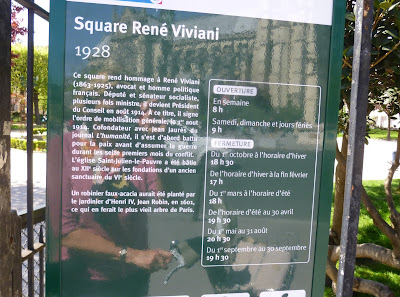 Square René Viviani
1928
Ce square rend hommage à René Viviani
(1863-1925), avocat et homme politique
français. Député et sénateur socialiste,
plusieurs fois ministre, il devient Président
du Conseil en août 1914. À ce titre, il signe
l'ordre de mobilisation générale, le 1er août
1914. Cofondateur avec Jean Jaurès du
journal L'humanité, il s'est d'abord battu
pour la paix avant d'assumer la guerre
durant les seize premiers mois du conflit.
L'église Saint-Julien-le-Pauvre a été bâtie
au XIIe siècle sur les fondations d'un ancien
sanctuaire du VIe siècle.
Un robinier faux-acacia aurait été planté par
le jardinier d'Henri IV, Jean Robin, en 1601,
ce qui en ferait le plus vieil arbre de Paris.
OUVERTURE
En semaine
8 h
Samedi, dimanche et jours fériés
9 h
FERMETURE
Du 1er octobre à l'horaire d'hiver
18 h 30
De l'horaire d'hiver à la fin février
17 h
Du 1er mars à l'horaire d'été
18 h
De l'horaire d'été au 30 avril
19 h 30
Du 1er mai au 31 août
20 h 30
Du 1er septembre au 30 septembre
19 h 30